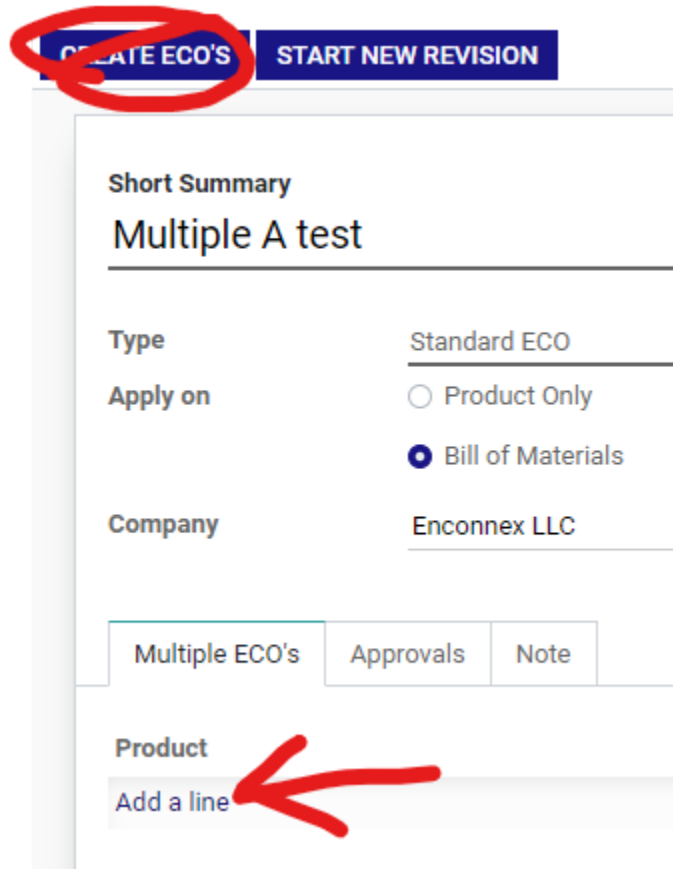 CREATE ECO'S START NEW REVISION
Short Summary
Multiple A test
Type Standard ECO
Apply on Product Only
Bill of Materials
Company Enconnex LLC
Multiple ECO's Approvals Note
Product
Add a line